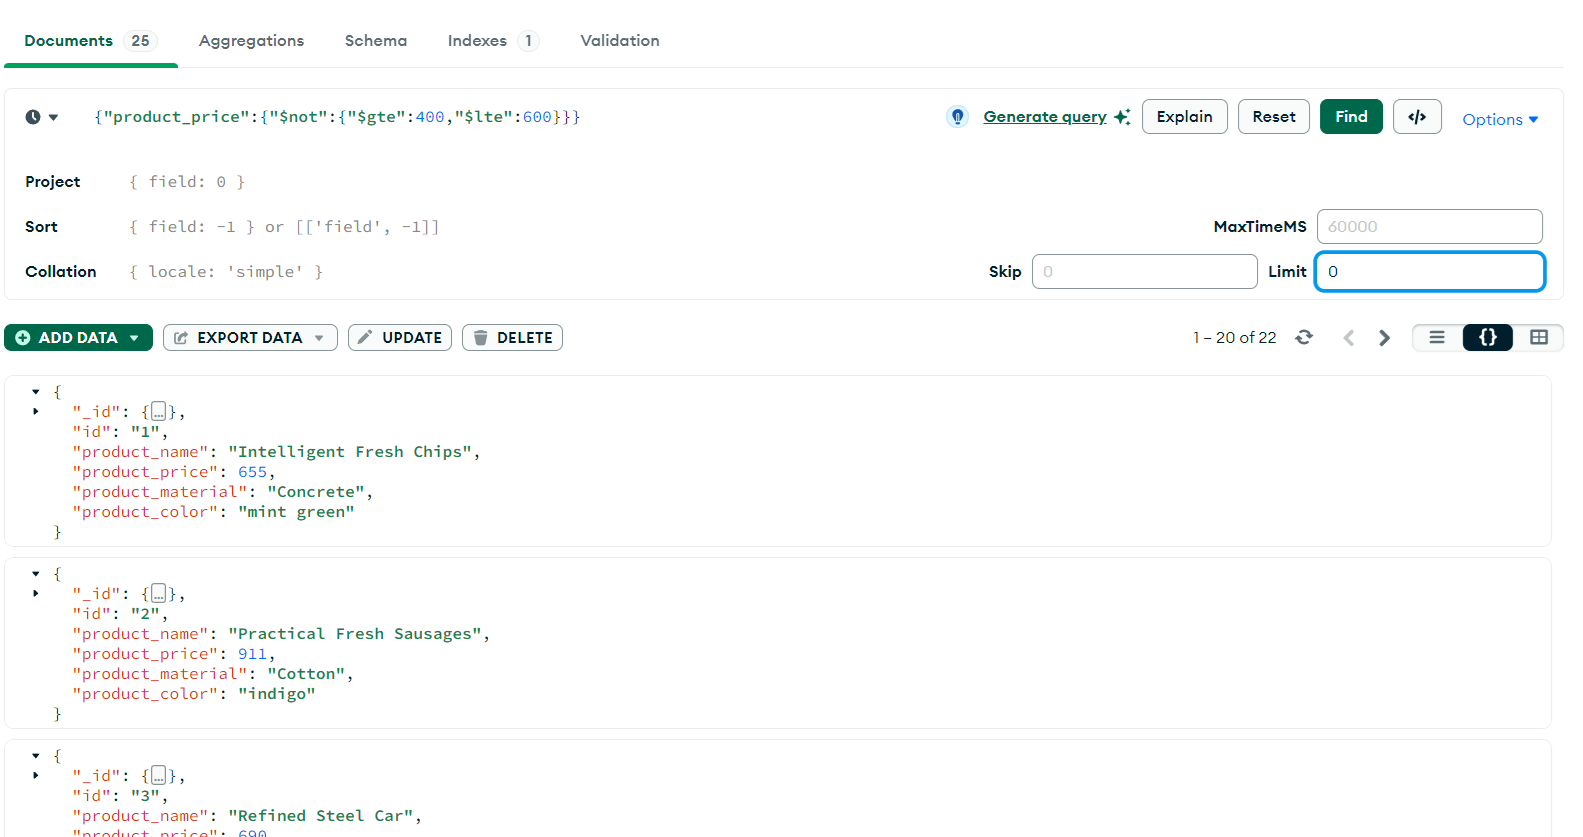 Documents 25 Aggregations Schema Indexes 1 Validation
{"product_price":{"$not":{"$gte":400,"$lte":600}}} Generate query Explain Reset Find </> Options
Project { field: 0 }
Sort { field: -1 } or [['field', -1]] MaxTimeMS 60000
Collation { locale: 'simple' } Skip 0 Limit 0
ADD DATA EXPORT DATA UPDATE DELETE 1 – 20 of 22 {}
{
"_id": {…},
"id": "1",
"product_name": "Intelligent Fresh Chips",
"product_price": 655,
"product_material": "Concrete",
"product_color": "mint green"
}
{
"_id": {…},
"id": "2",
"product_name": "Practical Fresh Sausages",
"product_price": 911,
"product_material": "Cotton",
"product_color": "indigo"
}
{
"_id": {…},
"id": "3",
"product_name": "Refined Steel Car",
"product_price": 690,